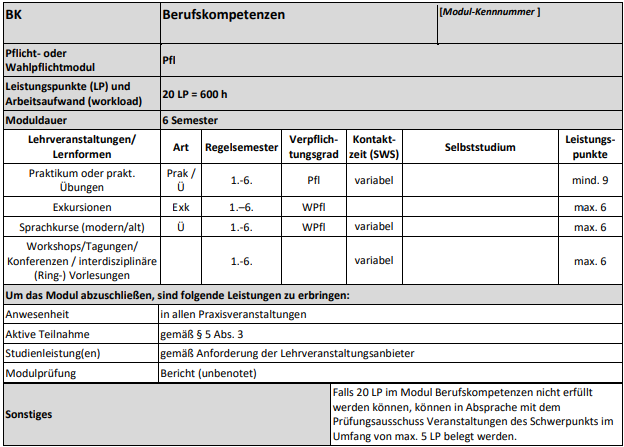 BK Berufskompetenzen [Modul-Kennnummer ]
Pflicht- oder
Wahlpflichtmodul Pfl
Leistungspunkte (LP) und
Arbeitsaufwand (workload) 20 LP = 600 h
Moduldauer 6 Semester
Lehrveranstaltungen/
Lernformen Art Regelsemester Verpflich-
tungsgrad Kontakt-
zeit (SWS) Selbststudium Leistungs-
punkte
Praktikum oder prakt.
Übungen Prak /
Ü 1.-6. Pfl variabel mind. 9
Exkursionen Exk 1.–6. WPfl max. 6
Sprachkurse (modern/alt) Ü 1.-6. WPfl variabel max. 6
Workshops/Tagungen/
Konferenzen / interdisziplinäre
(Ring-) Vorlesungen 1.-6. variabel max. 6
Um das Modul abzuschließen, sind folgende Leistungen zu erbringen:
Anwesenheit in allen Praxisveranstaltungen
Aktive Teilnahme gemäß § 5 Abs. 3
Studienleistung(en) gemäß Anforderung der Lehrveranstaltungsanbieter
Modulprüfung Bericht (unbenotet)
Sonstiges
Falls 20 LP im Modul Berufskompetenzen nicht erfüllt
werden können, können in Absprache mit dem
Prüfungsausschuss Veranstaltungen des Schwerpunkts im
Umfang von max. 5 LP belegt werden.